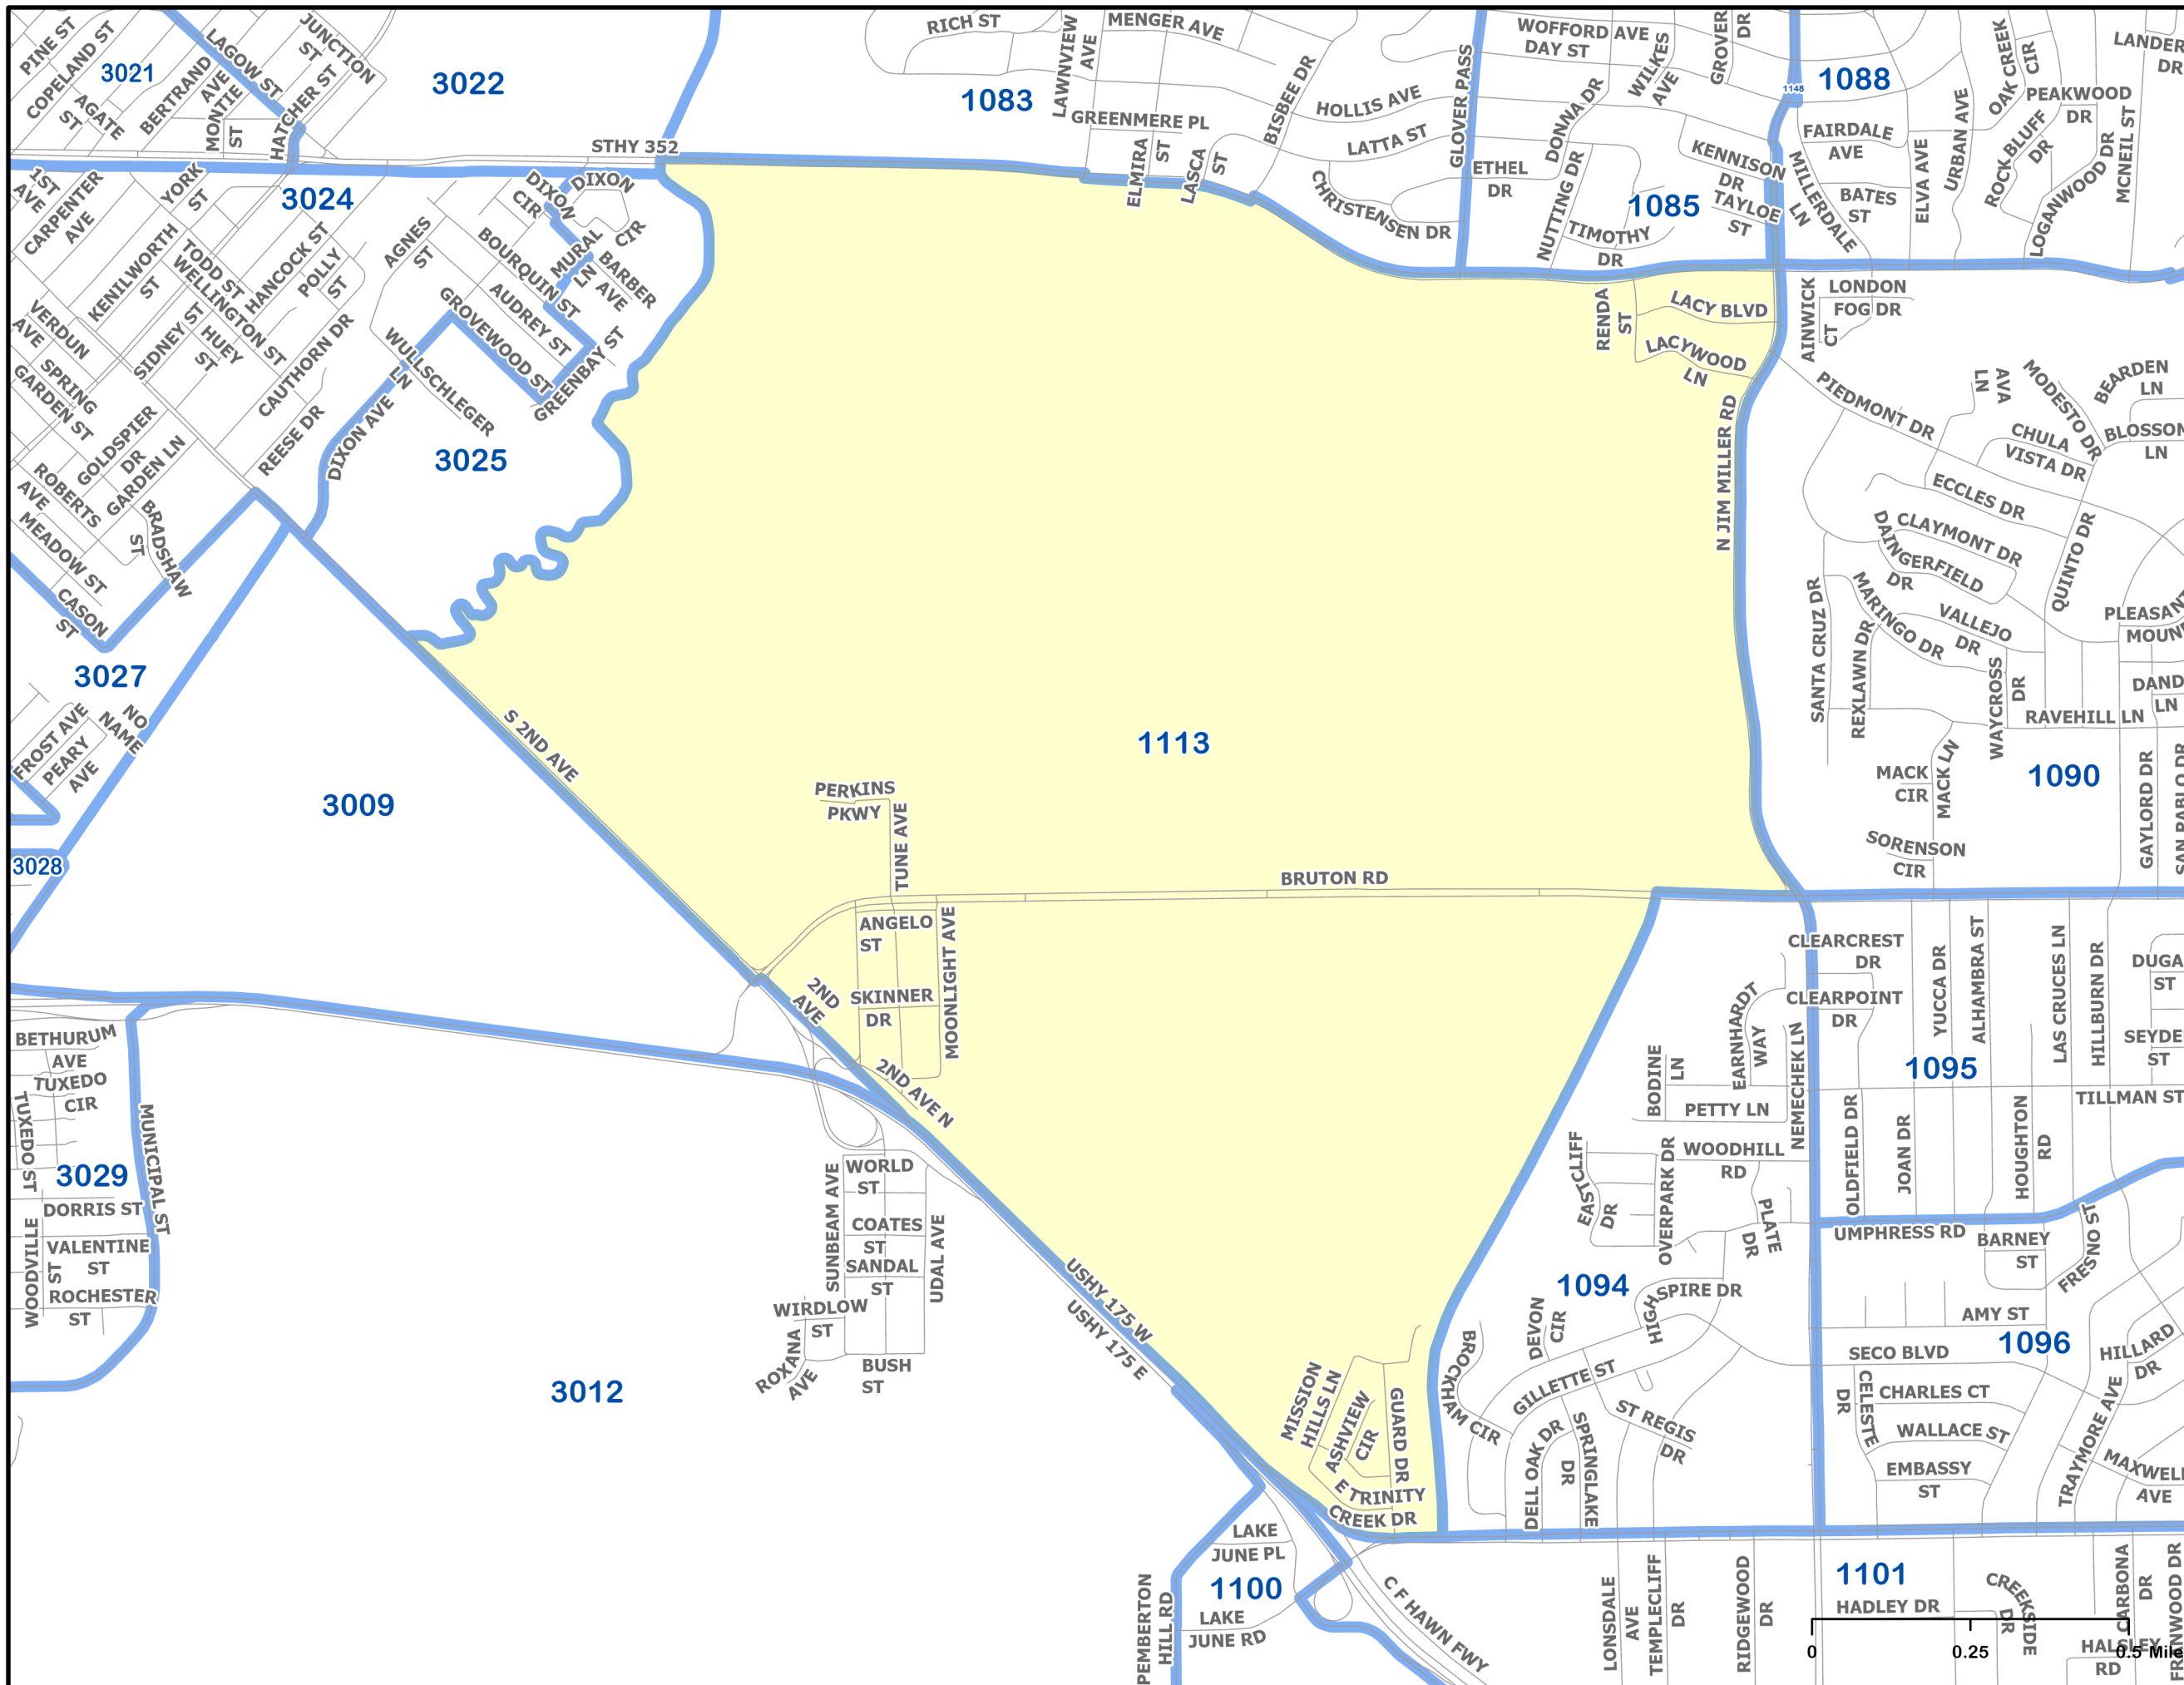 PINE ST
COPELAND ST
3021
AGATE
ST
BERTRAND
AVE
MONTIE
ST
LAGOW ST
HATCHER ST
JUNCTION
ST
3022
STHY 352
RICH ST
LAWNVIEW
AVE
MENGER AVE
1083
GREENMERE PL
ELMIRA
ST
LASCA
ST
BISBEE DR
HOLLIS AVE
LATTA ST
CHRISTENSEN DR
GLOVER PASS
WOFFORD AVE
DAY ST
WILKES
AVE
GROVER
DR
DONNA DR
ETHEL
DR
NUTTING DR
TIMOTHY
DR
1085
KENNISON
DR
TAYLOE
ST
1148
1088
FAIRDALE
AVE
MILLERDALE
LN
BATES
ST
ELVA AVE
URBAN AVE
OAK CREEK
CIR
PEAKWOOD
DR
ROCK BLUFF
DR
LOGANWOOD DR
MCNEIL ST
LANDER
DR
1ST
AVE
CARPENTER
AVE
YORK
ST
3024
KENILWORTH
ST
TODD ST
WELLINGTON ST
HANCOCK ST
POLLY
ST
SIDNEY ST
HUEY
ST
CAUTHORN DR
REESE DR
VERDUN
AVE
SPRING
GARDEN ST
GOLDSPIER
DR
GARDEN LN
ROBERTS
AVE
MEADOW ST
BRADSHAW
ST
CASON
ST
AGNES
ST
DIXON
CIR
DIXON
CIR
MURAL
LN
BARBER
AVE
BOURQUIN ST
AUDREY ST
GROVEWOOD ST
GREENBAY ST
WULLSCHLEGER
LN
DIXON AVE
3025
RENDA
ST
LACY BLVD
LACYWOOD
LN
N JIM MILLER RD
AINWICK
CT
LONDON
FOG DR
PIEDMONT DR
AVA
LN
MODESTO DR
BEARDEN
LN
BLOSSOM
LN
CHULA
VISTA DR
ECCLES DR
CLAYMONT DR
DAINGERFIELD
DR
QUINTO DR
MARINGO DR
VALLEJO
DR
SANTA CRUZ DR
REXLAWN DR
WAYCROSS
DR
PLEASANT
MOUN
DAND
LN
RAVEHILL LN
MACK
CIR
MACK LN
1090
GAYLORD DR
SAN PABLO DR
SORENSON
CIR
3027
FROST AVE
PEARY
AVE
NO
NAME
3009
3028
S 2ND AVE
1113
PERKINS
PKWY
TUNE AVE
BRUTON RD
ANGELO
ST
SKINNER
DR
MOONLIGHT AVE
2ND
AVE
2ND AVE N
CLEARCREST
DR
CLEARPOINT
DR
YUCCA DR
ALHAMBRA ST
LAS CRUCES LN
HILLBURN DR
DUGA
ST
SEYDE
ST
1095
TILLMAN ST
EARNHARDT
WAY
NEMECHEK LN
BODINE
LN
PETTY LN
WOODHILL
RD
EASTCLIFF
DR
OVERPARK DR
PLATE
DR
OLDFIELD DR
JOAN DR
HOUGHTON
RD
UMPHRESS RD
BARNEY
ST
FRESNO ST
1094
HIGH
SPIRE DR
DEVON
CIR
BROCKHAM CIR
GILLETTE ST
ST REGIS
DR
DELL OAK DR
SPRINGLAKE
DR
AMY ST
1096
SECO BLVD
HILLARD
DR
CELESTE
DR
CHARLES CT
WALLACE ST
EMBASSY
ST
TRAYMORE AVE
MAXWELL
AVE
BETHURUM
AVE
TUXEDO
CIR
TUXEDO ST
3029
DORRIS ST
VALENTINE
ST
WOODVILLE
ST
ROCHESTER
ST
MUNICIPAL ST
WORLD
ST
SUNBEAM AVE
COATES
ST
SANDAL
ST
UDAL AVE
WIRDLOW
ST
ROXANA
AVE
BUSH
ST
3012
USHY 175 W
USHY 175 E
MISSION
HILLS LN
ASHVIEW
CIR
GUARD DR
E TRINITY
CREEK DR
LAKE
JUNE PL
1100
LAKE
JUNE RD
PEMBERTON
HILL RD
C F HAWN FWY
LONSDALE
AVE
TEMPLECLIFF
DR
RIDGEWOOD
DR
1101
HADLEY DR
CREEKSIDE
DR
CARBONA
DR
FRENWOOD DR
HALSLEY
RD
0 0.25 0.5 Mile